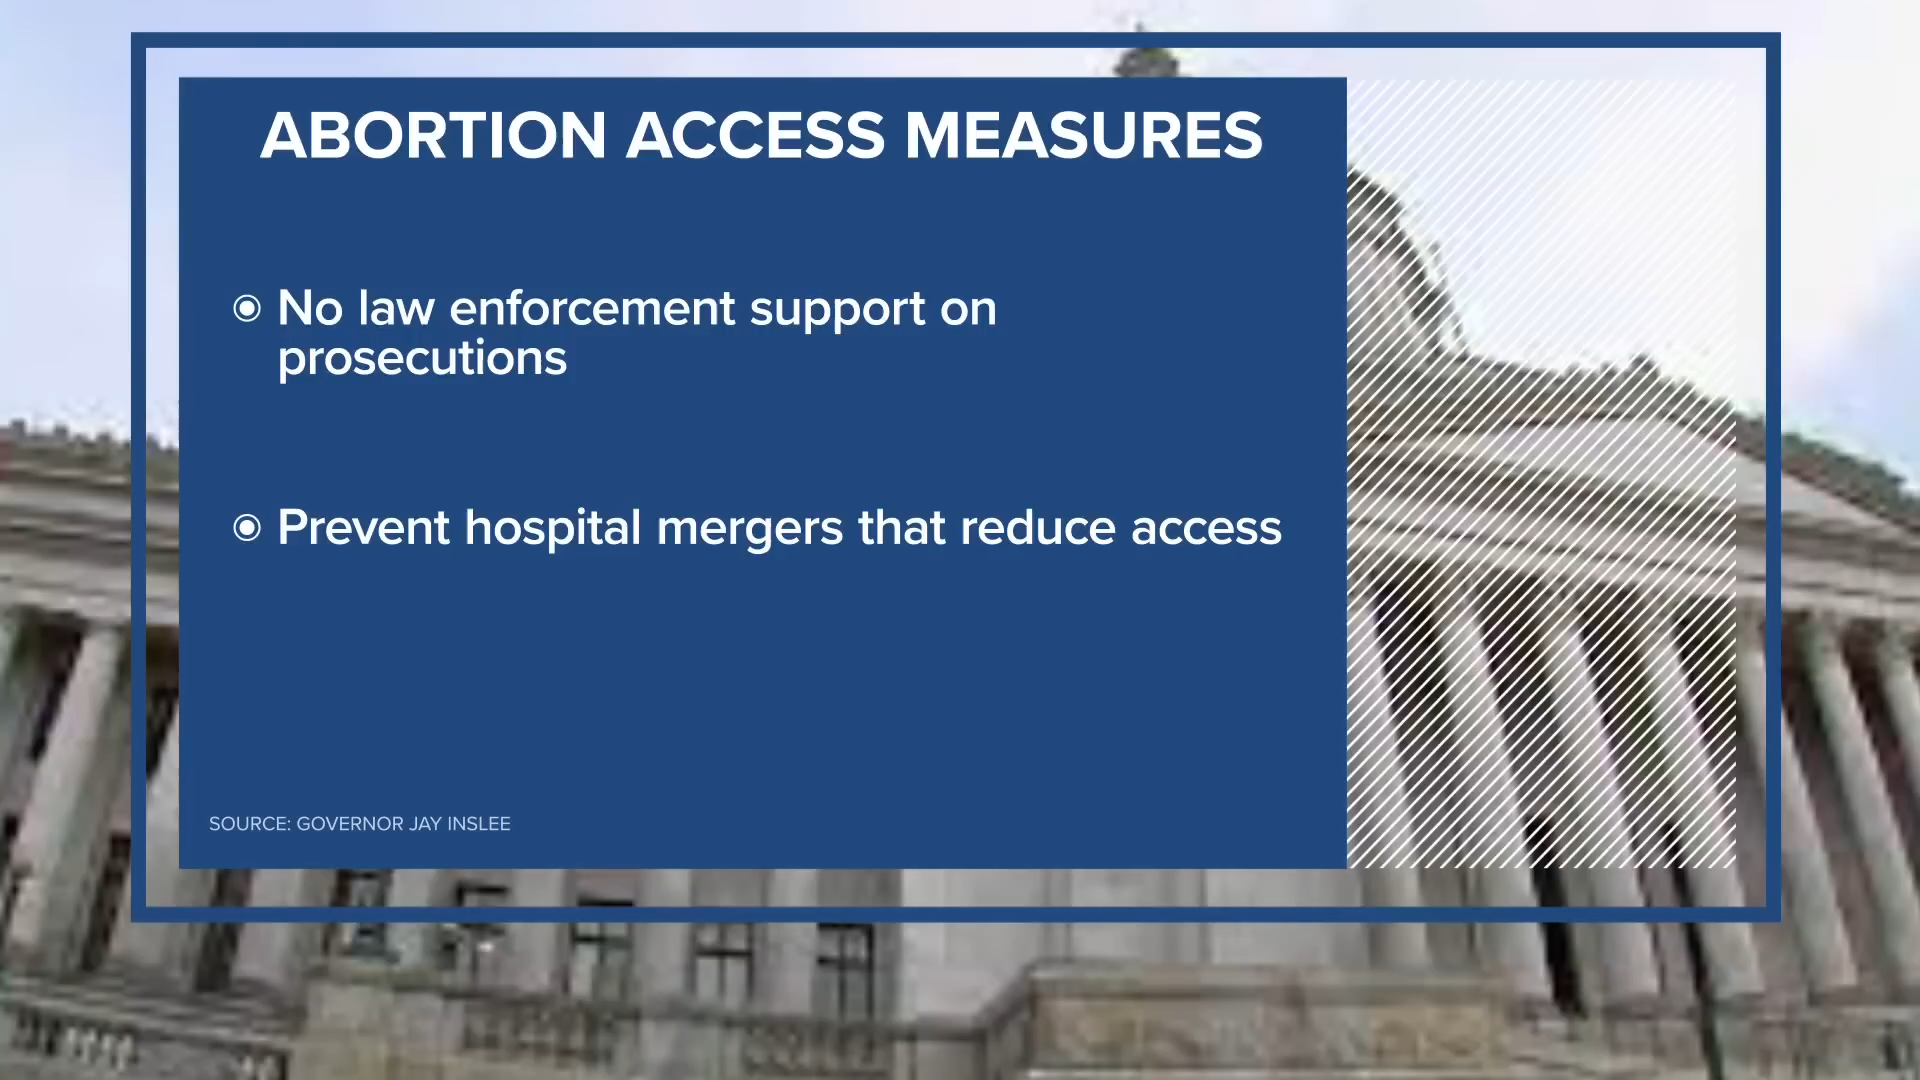 ABORTION ACCESS MEASURES
No law enforcement support on
prosecutions
Prevent hospital mergers that reduce access
SOURCE: GOVERNOR JAY INSLEE